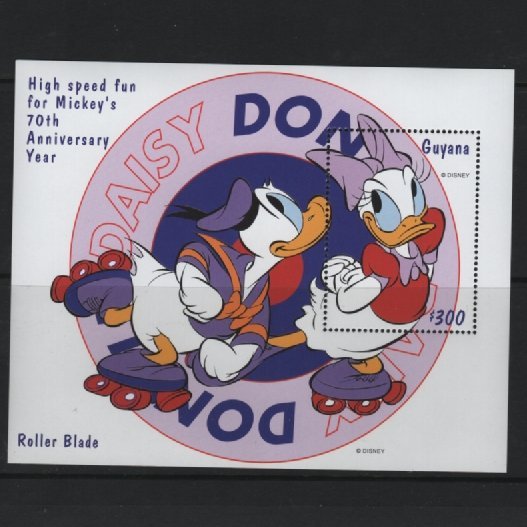 High speed fun
for Mickey's
70th
Anniversary
Year
DAISY
DON
Guyana
© DISNEY
$300
DON
Roller Blade
© DISNEY